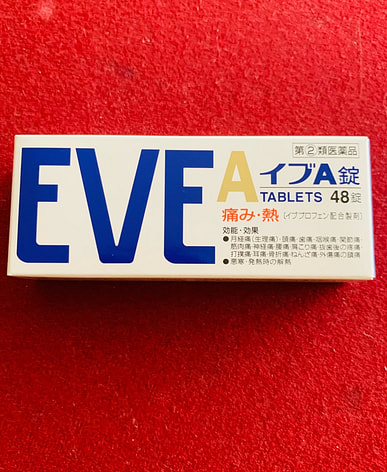 EVE A
指定第②類医薬品
イブA錠
TABLETS 48錠
痛み・熱 (イブプロフェン配合製剤)
効能・効果
●月経痛(生理痛)・頭痛・歯痛・咽喉痛・関節痛・
筋肉痛・神経痛・腰痛・肩こり痛・抜歯後の疼痛・
打撲痛・耳痛・骨折痛・ねんざ痛・外傷痛の鎮痛
●悪寒・発熱時の解熱